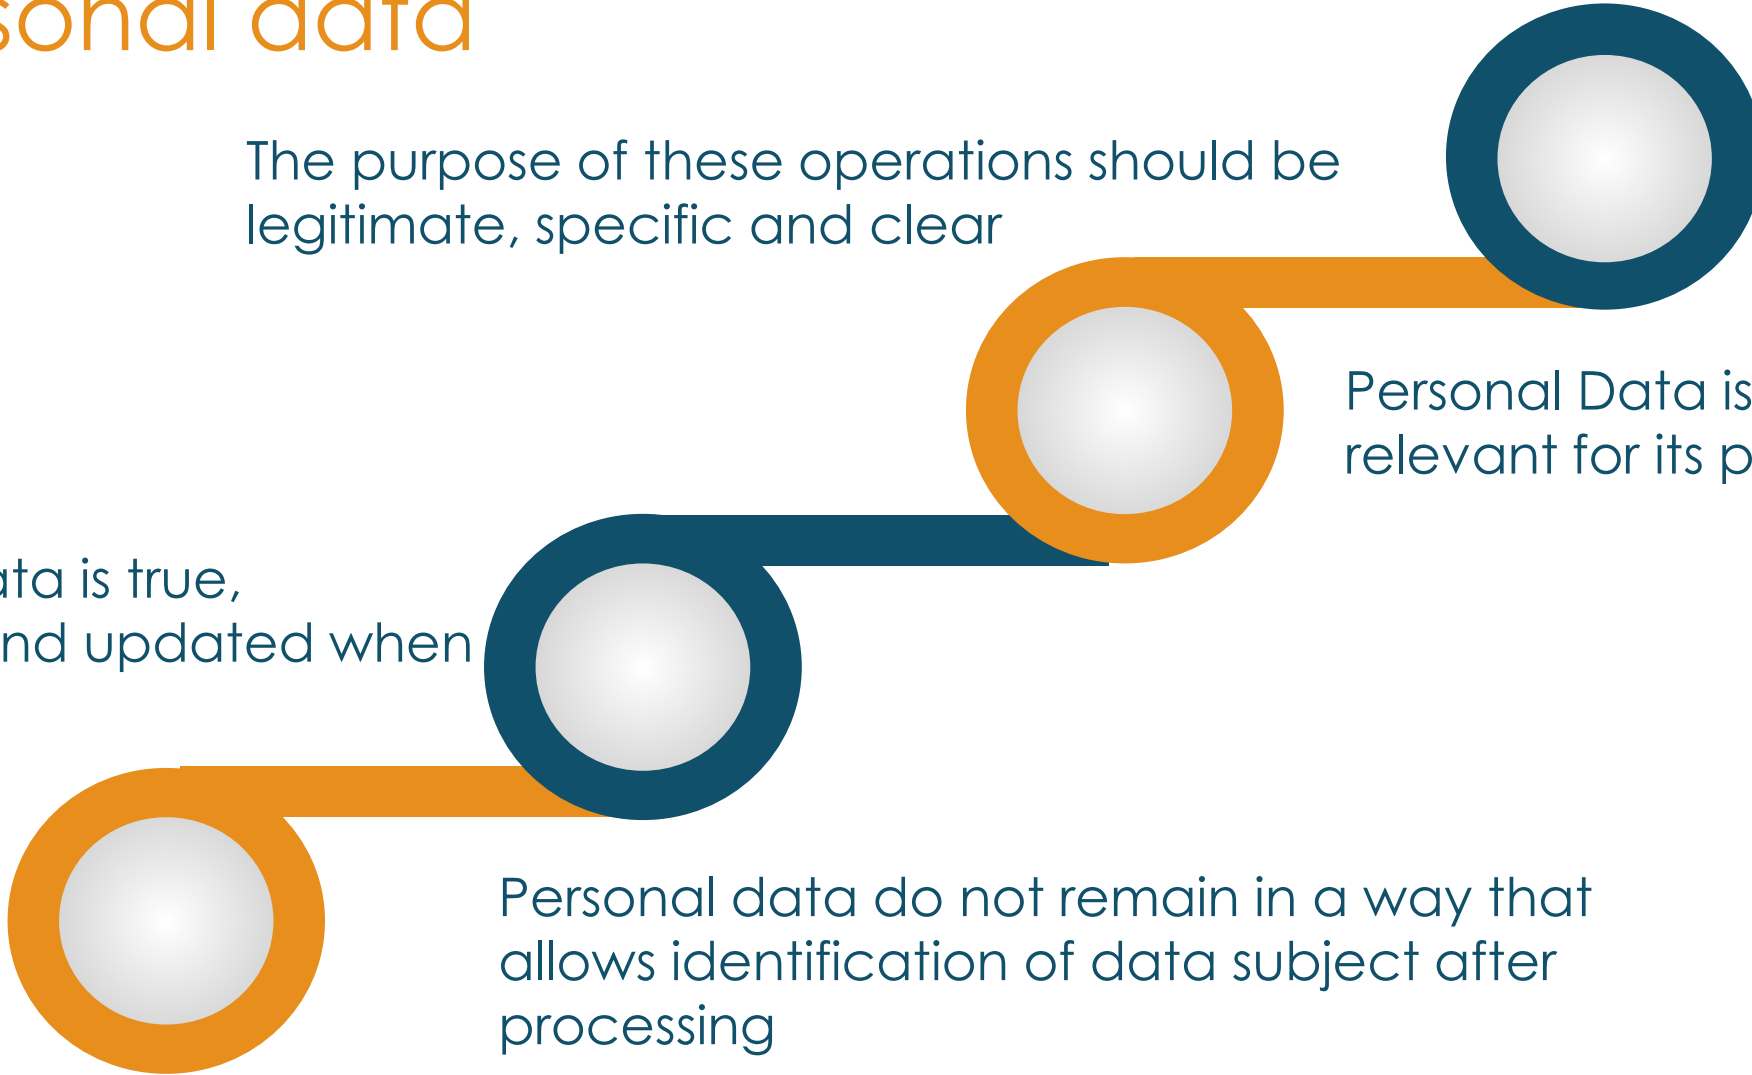 sonal data
The purpose of these operations should be
legitimate, specific and clear
Personal Data is
relevant for its p
ata is true,
nd updated when
Personal data do not remain in a way that
allows identification of data subject after
processing